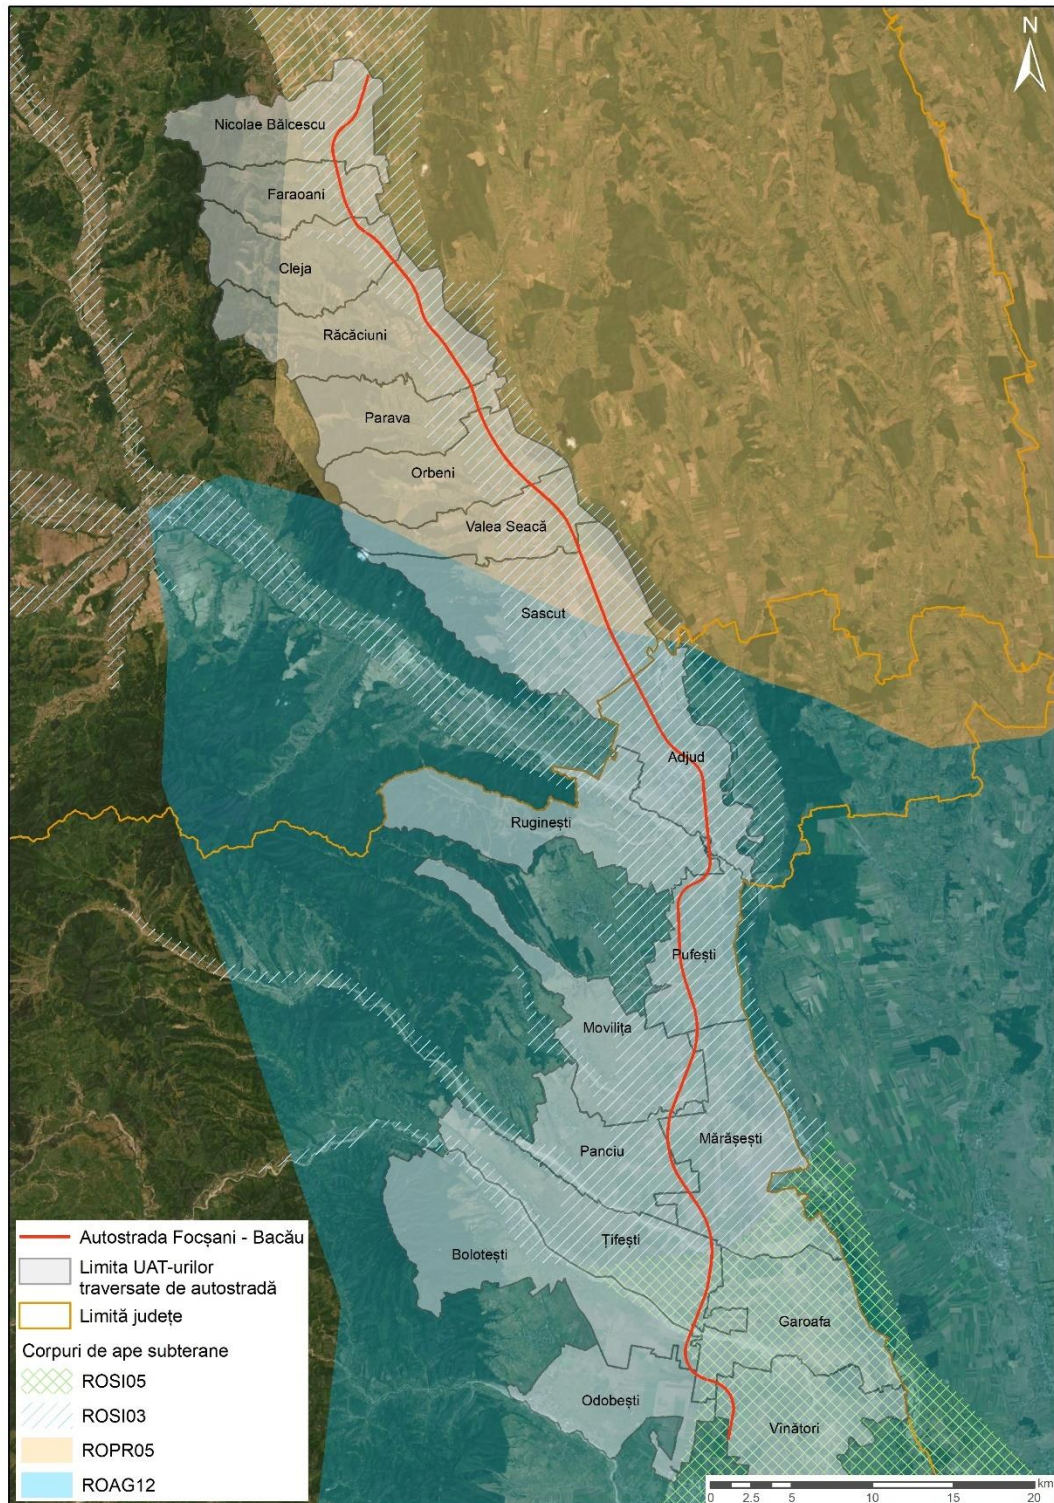 N
Nicolae Bălcescu
Faraoani
Cleja
Răcăciuni
Parava
Orbeni
Valea Seacă
Sascut
Adjud
Ruginești
Pufești
Movilița
Mărășești
Panciu
Țifești
Bolotești
Garoafa
Odobești
Vînători
Autostrada Focșani - Bacău
Limita UAT-urilor
traversate de autostradă
Limită județe
Corpuri de ape subterane
ROSI05
ROSI03
ROPR05
ROAG12
km
0 2.5 5 10 15 20